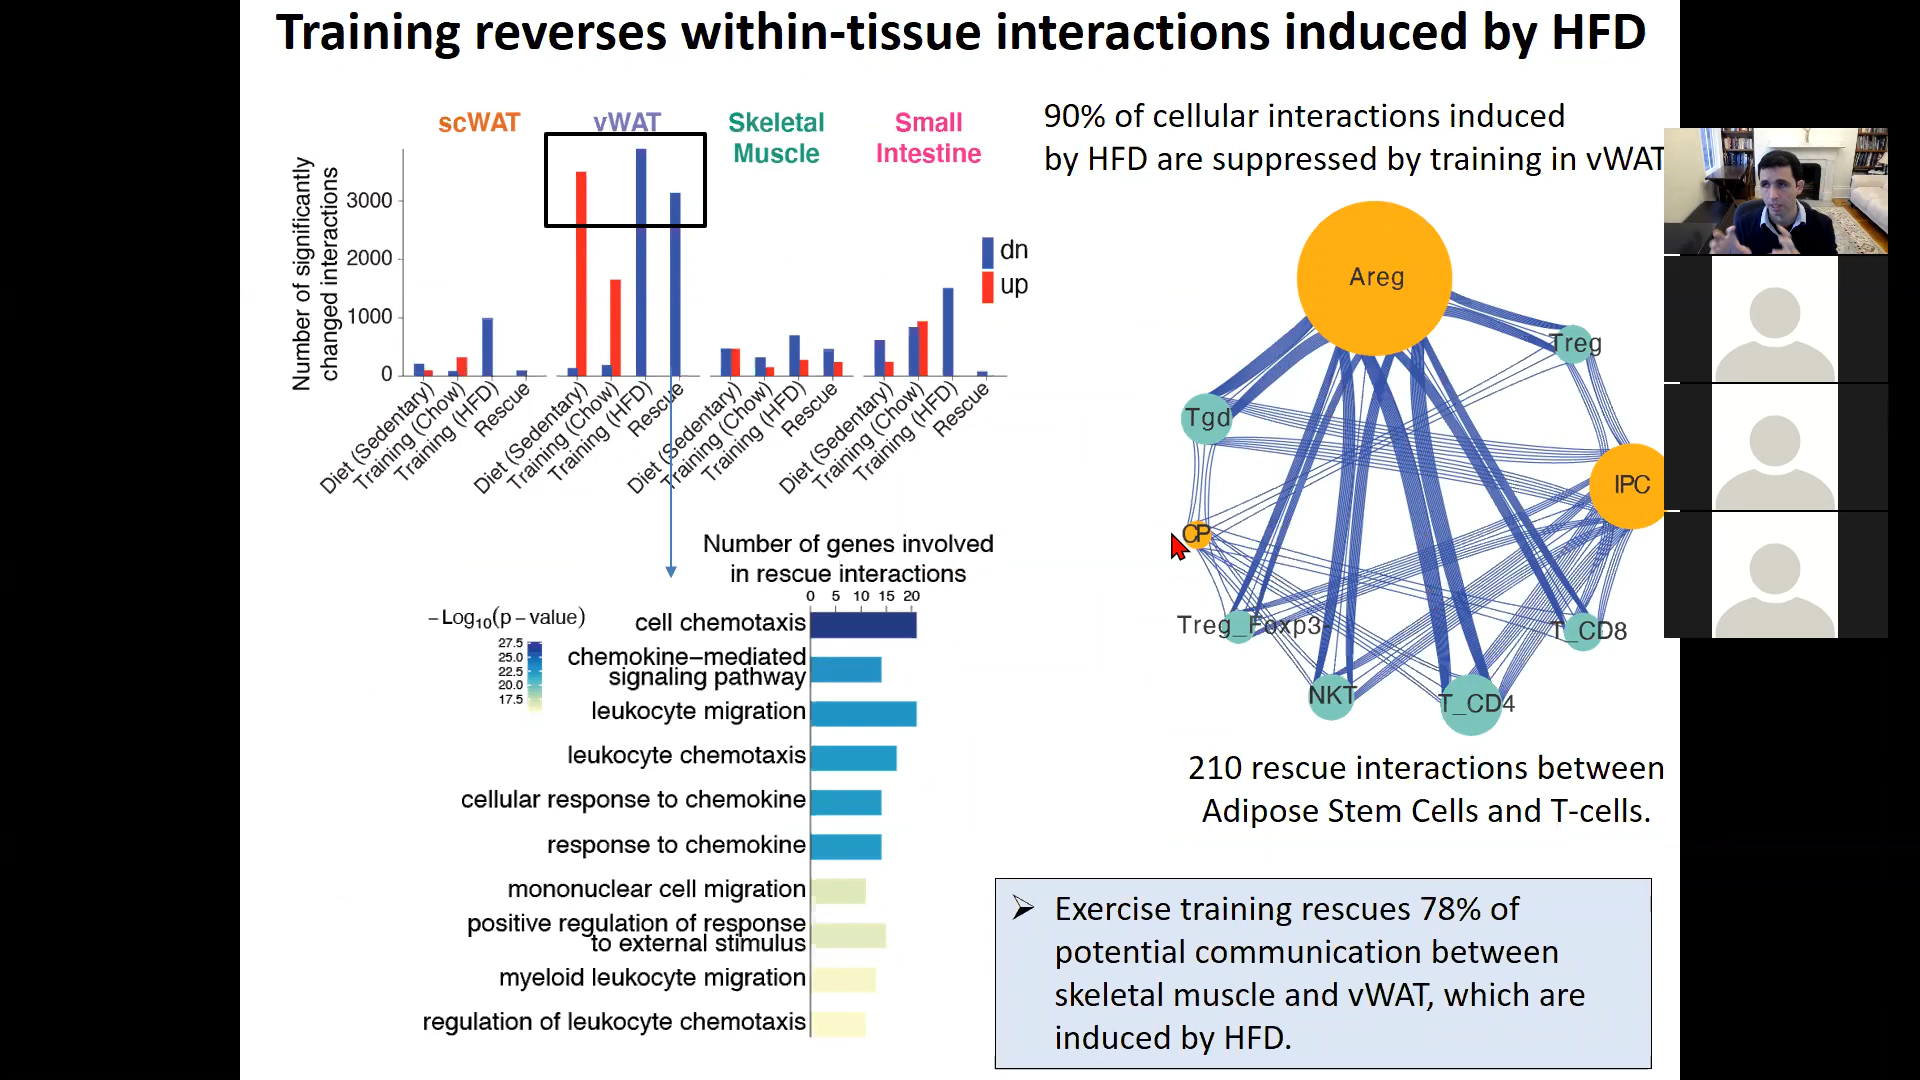 Training reverses within-tissue interactions induced by HFD
scWAT
vWAT
Skeletal
Muscle
Small
Intestine
Number of significantly
changed interactions
3000
2000
1000
0
dn
up
Diet (Sedentary)
Training (Chow)
Training (HFD)
Rescue
Diet (Sedentary)
Training (Chow)
Training (HFD)
Rescue
Diet (Sedentary)
Training (Chow)
Training (HFD)
Rescue
Diet (Sedentary)
Training (Chow)
Training (HFD)
Rescue
90% of cellular interactions induced
by HFD are suppressed by training in vWAT
Areg
Treg
Tgd
IPC
CP
Treg_Foxp3-
T_CD8
NKT
T_CD4
210 rescue interactions between
Adipose Stem Cells and T-cells.
Number of genes involved
in rescue interactions
0 5 10 15 20
−Log10(p−value)
27.5
25.0
22.5
20.0
17.5
cell chemotaxis
chemokine−mediated
signaling pathway
leukocyte migration
leukocyte chemotaxis
cellular response to chemokine
response to chemokine
mononuclear cell migration
positive regulation of response
to external stimulus
myeloid leukocyte migration
regulation of leukocyte chemotaxis
➢ Exercise training rescues 78% of
potential communication between
skeletal muscle and vWAT, which are
induced by HFD.